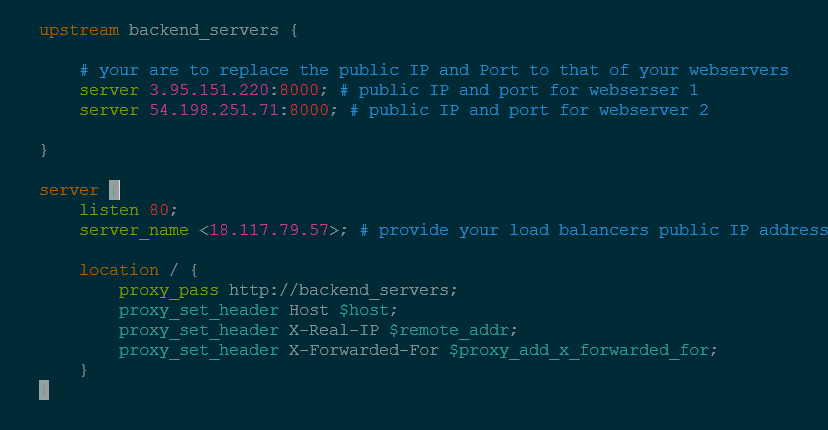 upstream backend_servers {
# your are to replace the public IP and Port to that of your webservers
server 3.95.151.220:8000; # public IP and port for webserser 1
server 54.198.251.71:8000; # public IP and port for webserver 2
}
server {
listen 80;
server_name <18.117.79.57>; # provide your load balancers public IP address
location / {
proxy_pass http://backend_servers;
proxy_set_header Host $host;
proxy_set_header X-Real-IP $remote_addr;
proxy_set_header X-Forwarded-For $proxy_add_x_forwarded_for;
}
}